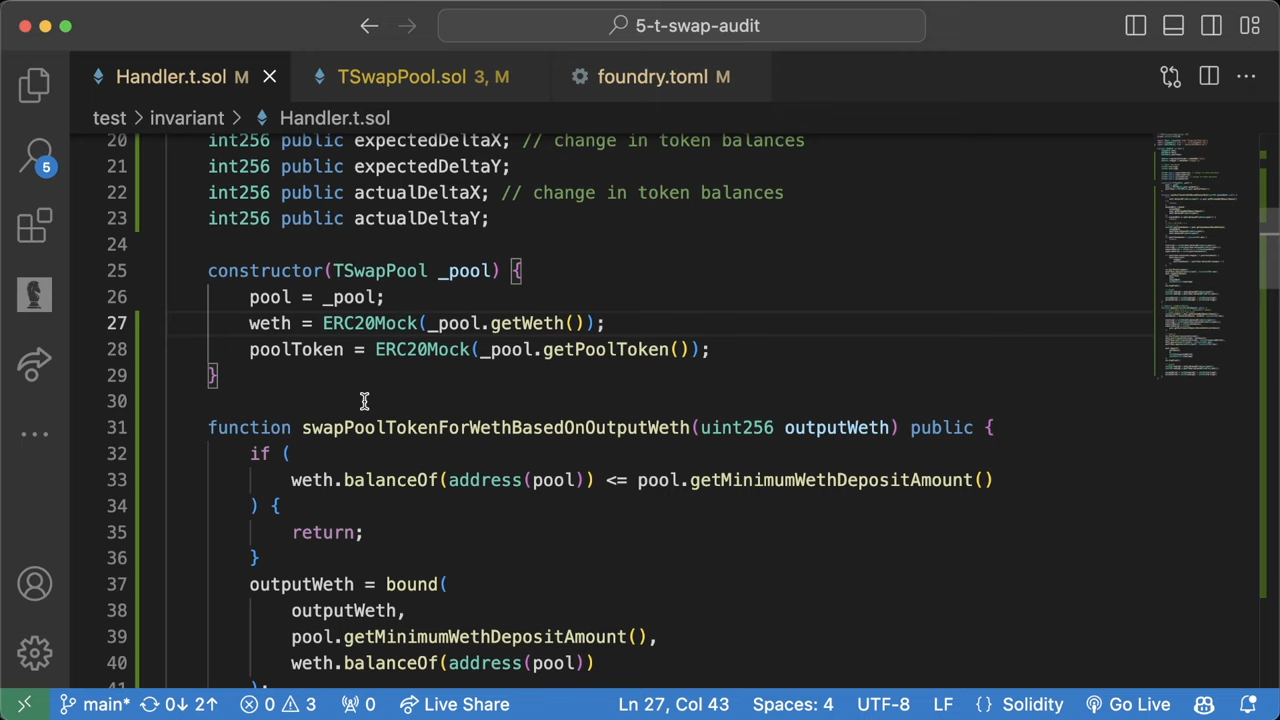 5-t-swap-audit
Handler.t.sol M
TSwapPool.sol 3, M
foundry.toml M
test > invariant > Handler.t.sol
5
20 int256 public expectedDeltaX; // change in token balances
21 int256 public expectedDeltaY;
22 int256 public actualDeltaX; // change in token balances
23 int256 public actualDeltaY;
24
25 constructor(TSwapPool _pool) {
26 pool = _pool;
27 weth = ERC20Mock(_pool.getWeth());
28 poolToken = ERC20Mock(_pool.getPoolToken());
29 }
30
31 function swapPoolTokenForWethBasedOnOutputWeth(uint256 outputWeth) public {
32 if (
33 weth.balanceOf(address(pool)) <= pool.getMinimumWethDepositAmount()
34 ) {
35 return;
36 }
37 outputWeth = bound(
38 outputWeth,
39 pool.getMinimumWethDepositAmount(),
40 weth.balanceOf(address(pool))
41 );
main* 0↓ 2↑ 0 3 0 Live Share Ln 27, Col 43 Spaces: 4 UTF-8 LF {} Solidity Go Live